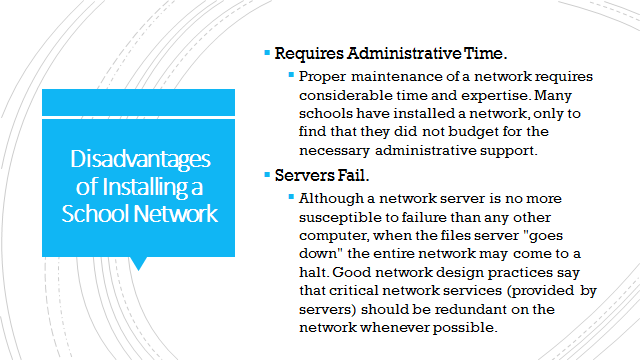 Disadvantages
of Installing a
School Network
Requires Administrative Time.
Proper maintenance of a network requires
considerable time and expertise. Many
schools have installed a network, only to
find that they did not budget for the
necessary administrative support.
Servers Fail.
Although a network server is no more
susceptible to failure than any other
computer, when the files server "goes
down" the entire network may come to a
halt. Good network design practices say
that critical network services (provided by
servers) should be redundant on the
network whenever possible.